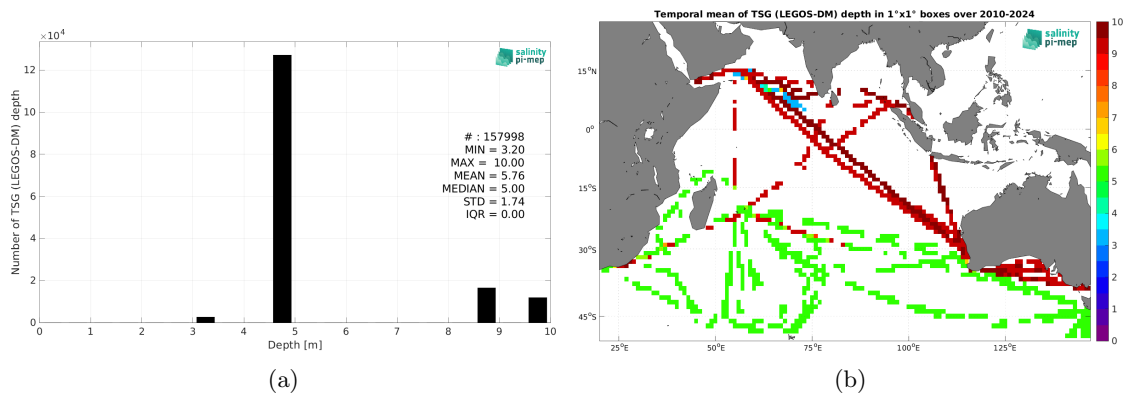 ×10⁴
12
10
8
6
4
2
0
0 1 2 3 4 5 6 7 8 9 10
Number of TSG (LEGOS-DM) depth
Depth [m]
salinity
pi-mep
# : 157998
MIN = 3.20
MAX = 10.00
MEAN = 5.76
MEDIAN = 5.00
STD = 1.74
IQR = 0.00
(a)
Temporal mean of TSG (LEGOS-DM) depth in 1°x1° boxes over 2010-2024
salinity
pi-mep
15°N
0°
15°S
30°S
45°S
25°E 50°E 75°E 100°E 125°E
10
9
8
7
6
5
4
3
2
1
0
(b)